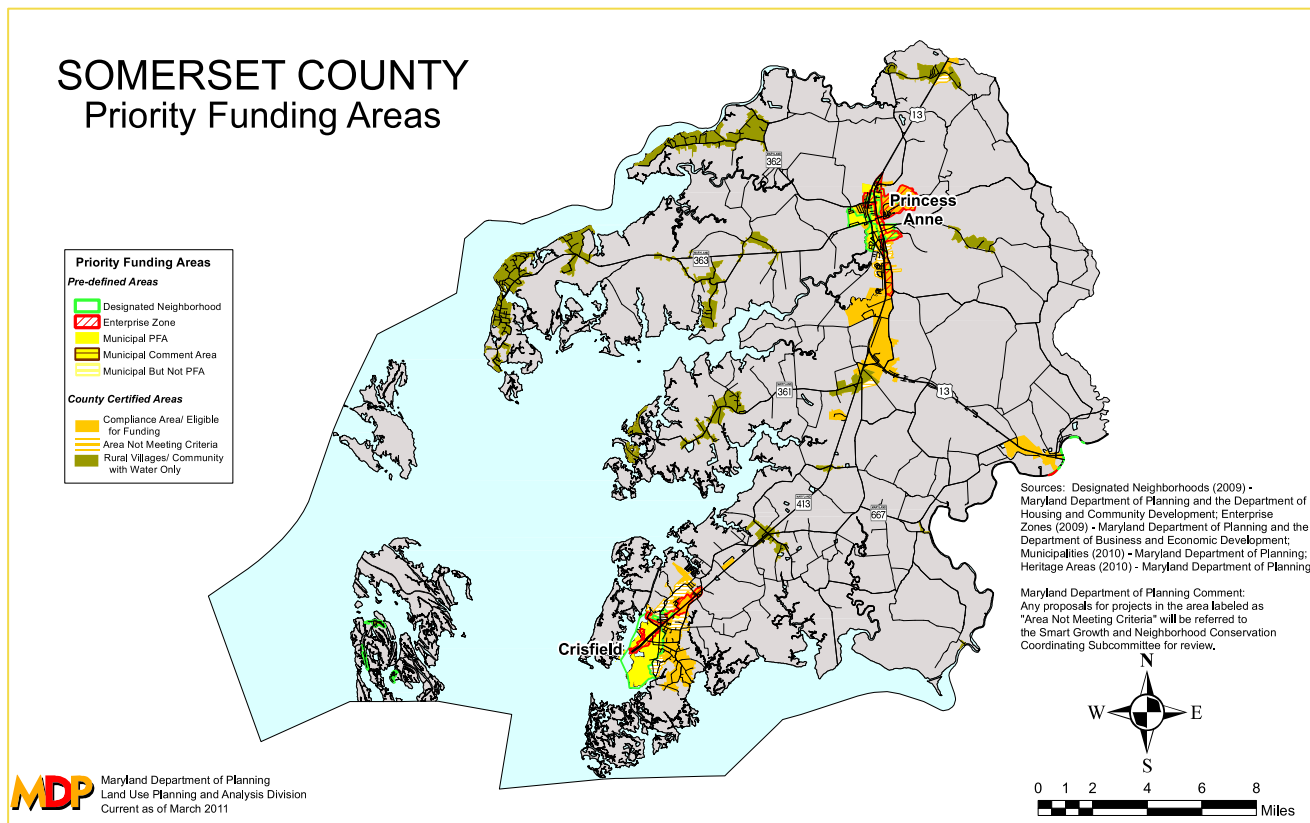 SOMERSET COUNTY
Priority Funding Areas
13
MARYLAND
362
Princess
Anne
MARYLAND
363
Priority Funding Areas
Pre-defined Areas
Designated Neighborhood
Enterprise Zone
Municipal PFA
Municipal Comment Area
Municipal But Not PFA
County Certified Areas
Compliance Area/ Eligible
for Funding
Area Not Meeting Criteria
Rural Villages/ Community
with Water Only
MARYLAND
361
13
MARYLAND
413
MARYLAND
667
Crisfield
Sources: Designated Neighborhoods (2009) -
Maryland Department of Planning and the Department of
Housing and Community Development; Enterprise
Zones (2009) - Maryland Department of Planning and the
Department of Business and Economic Development;
Municipalities (2010) - Maryland Department of Planning;
Heritage Areas (2010) - Maryland Department of Planning
Maryland Department of Planning Comment:
Any proposals for projects in the area labeled as
"Area Not Meeting Criteria" will be referred to
the Smart Growth and Neighborhood Conservation
Coordinating Subcommittee for review.
N
W E
S
0 1 2 4 6 8
Miles
MDP
Maryland Department of Planning
Land Use Planning and Analysis Division
Current as of March 2011